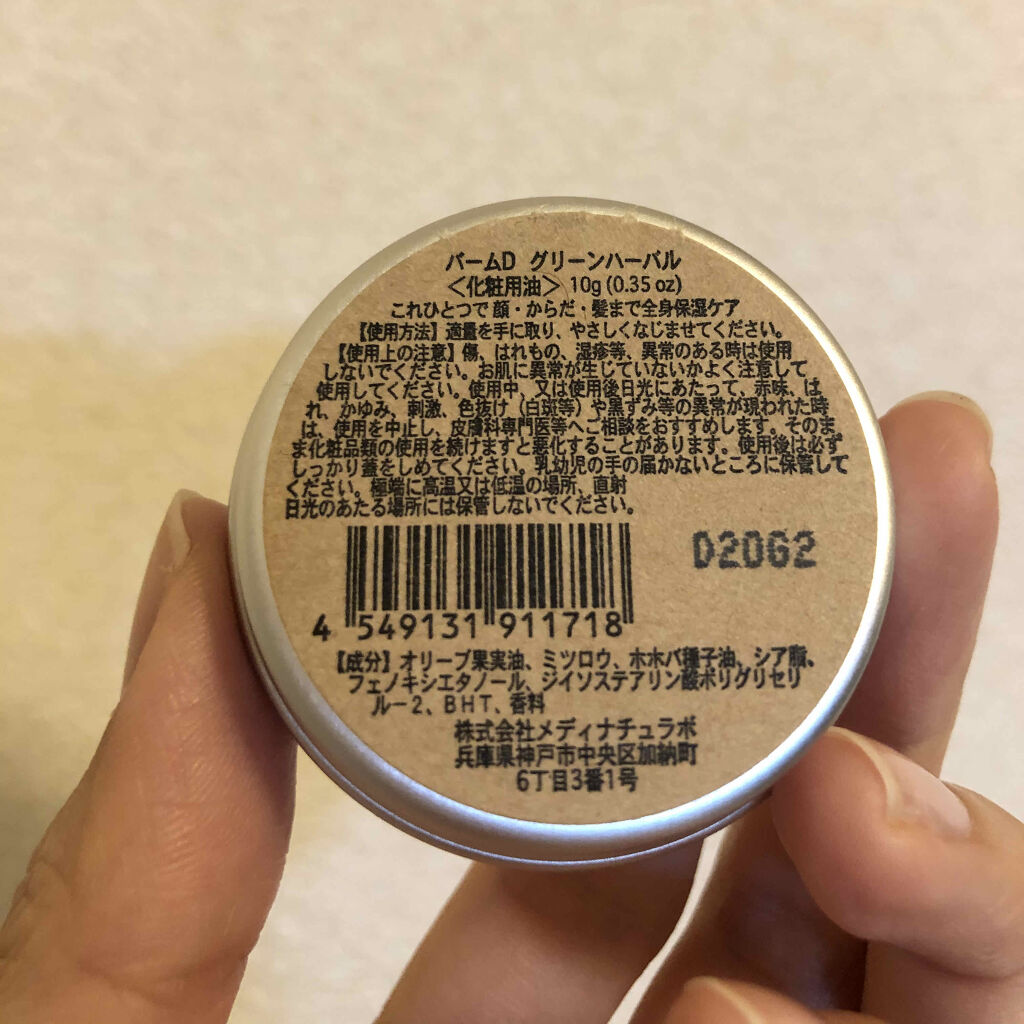 バームD グリーンハーバル
＜化粧用油＞ 10g (0.35 oz)
これひとつで 顔・からだ・髪まで全身保湿ケア
【使用方法】適量を手に取り、やさしくなじませてください。
【使用上の注意】傷、はれもの、湿疹等、異常のある時は使用
しないでください。お肌に異常が生じていないかよく注意して
使用してください。使用中、又は使用後日光にあたって、赤味、は
れ、かゆみ、刺激、色抜け（白斑等）や黒ずみ等の異常が現われた時
は、使用を中止し、皮膚科専門医等へご相談をおすすめします。そのま
ま化粧品類の使用を続けますと悪化することがあります。使用後は必ず
しっかり蓋をしめてください。乳幼児の手の届かないところに保管して
ください。極端に高温又は低温の場所、直射
日光のあたる場所には保管しないでください。
D2062
4 549131 911718
【成分】オリーブ果実油、ミツロウ、ホホバ種子油、シア脂、
フェノキシエタノール、ジイソステアリン酸ポリグリセリ
ル－2、BHT、香料
株式会社メディナチュラボ
兵庫県神戸市中央区加納町
6丁目3番1号